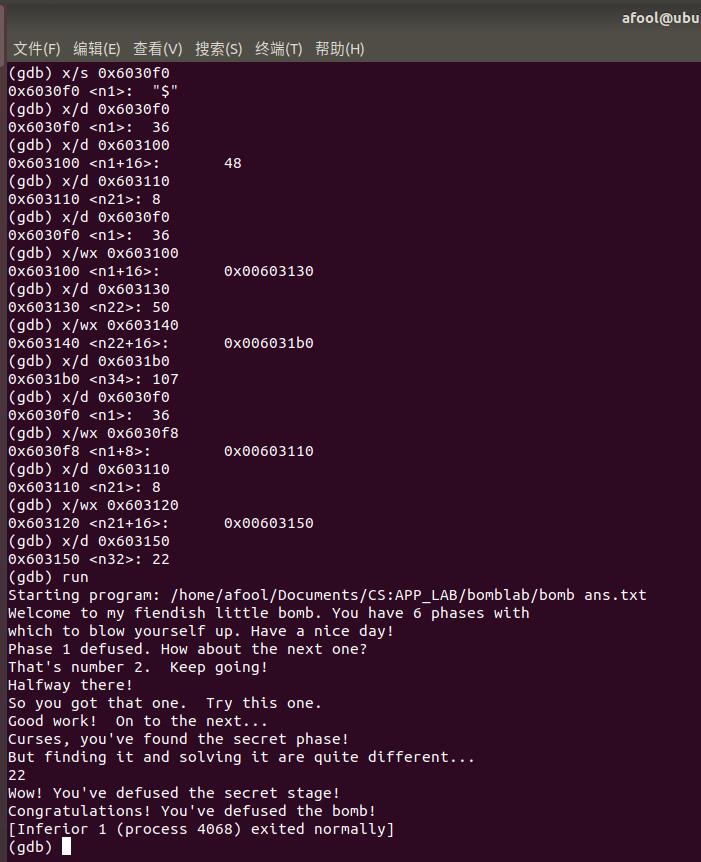 afool@ubu
文件(F) 编辑(E) 查看(V) 搜索(S) 终端(T) 帮助(H)
(gdb) x/s 0x6030f0
0x6030f0 <n1>:  "$"
(gdb) x/d 0x6030f0
0x6030f0 <n1>:  36
(gdb) x/d 0x603100
0x603100 <n1+16>:       48
(gdb) x/d 0x603110
0x603110 <n21>: 8
(gdb) x/d 0x6030f0
0x6030f0 <n1>:  36
(gdb) x/wx 0x603100
0x603100 <n1+16>:       0x00603130
(gdb) x/d 0x603130
0x603130 <n22>: 50
(gdb) x/wx 0x603140
0x603140 <n22+16>:      0x006031b0
(gdb) x/d 0x6031b0
0x6031b0 <n34>: 107
(gdb) x/d 0x6030f0
0x6030f0 <n1>:  36
(gdb) x/wx 0x6030f8
0x6030f8 <n1+8>:        0x00603110
(gdb) x/d 0x603110
0x603110 <n21>: 8
(gdb) x/wx 0x603120
0x603120 <n21+16>:      0x00603150
(gdb) x/d 0x603150
0x603150 <n32>: 22
(gdb) run
Starting program: /home/afool/Documents/CS:APP_LAB/bomblab/bomb ans.txt
Welcome to my fiendish little bomb. You have 6 phases with
which to blow yourself up. Have a nice day!
Phase 1 defused. How about the next one?
That's number 2.  Keep going!
Halfway there!
So you got that one.  Try this one.
Good work!  On to the next...
Curses, you've found the secret phase!
But finding it and solving it are quite different...
22
Wow! You've defused the secret stage!
Congratulations! You've defused the bomb!
[Inferior 1 (process 4068) exited normally]
(gdb)